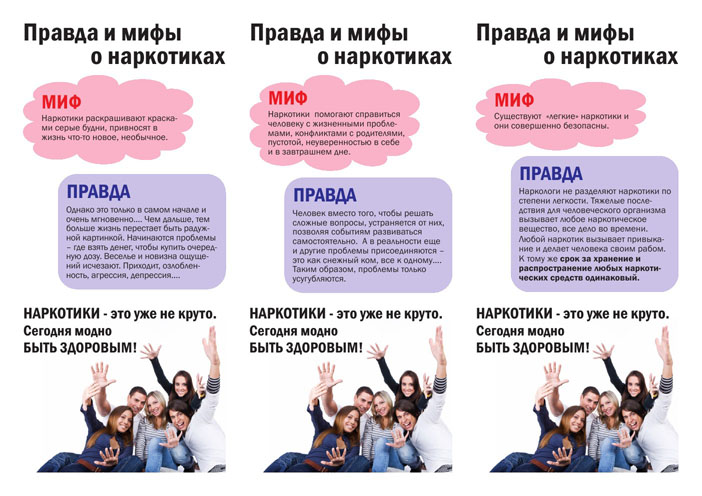 Правда и мифы
о наркотиках
МИФ
Наркотики раскрашивают краска-
ми серые будни, привносят в
жизнь что-то новое, необычное.
ПРАВДА
Однако это только в самом начале и
очень мгновенно.... Чем дальше, тем
больше жизнь перестает быть радуж-
ной картинкой. Начинаются проблемы
– где взять денег, чтобы купить очеред-
ную дозу. Веселье и новизна ощуще-
ний исчезают. Приходит, озлоблен-
ность, агрессия, депрессия....
НАРКОТИКИ - это уже не круто.
Сегодня модно
БЫТЬ ЗДОРОВЫМ!
Правда и мифы
о наркотиках
МИФ
Наркотики помогают справиться
человеку с жизненными пробле-
мами, конфликтами с родителями,
пустотой, неуверенностью в себе
и в завтрашнем дне.
ПРАВДА
Человек вместо того, чтобы решать
сложные вопросы, устраняется от них,
позволяя событиям развиваться
самостоятельно. А в реальности еще
и другие проблемы присоединяются –
это как снежный ком, все к одному....
Таким образом, проблемы только
усугубляются.
НАРКОТИКИ - это уже не круто.
Сегодня модно
БЫТЬ ЗДОРОВЫМ!
Правда и мифы
о наркотиках
МИФ
Существуют «легкие» наркотики и
они совершенно безопасны.
ПРАВДА
Наркологи не разделяют наркотики по
степени легкости. Тяжелые после-
дствия для человеческого организма
вызывает любое наркотическое
вещество, все дело во времени.
Любой наркотик вызывает привыка-
ние и делает человека своим рабом.
К тому же срок за хранение и
распространение любых наркоти-
ческих средств одинаковый.
НАРКОТИКИ - это уже не круто.
Сегодня модно
БЫТЬ ЗДОРОВЫМ!